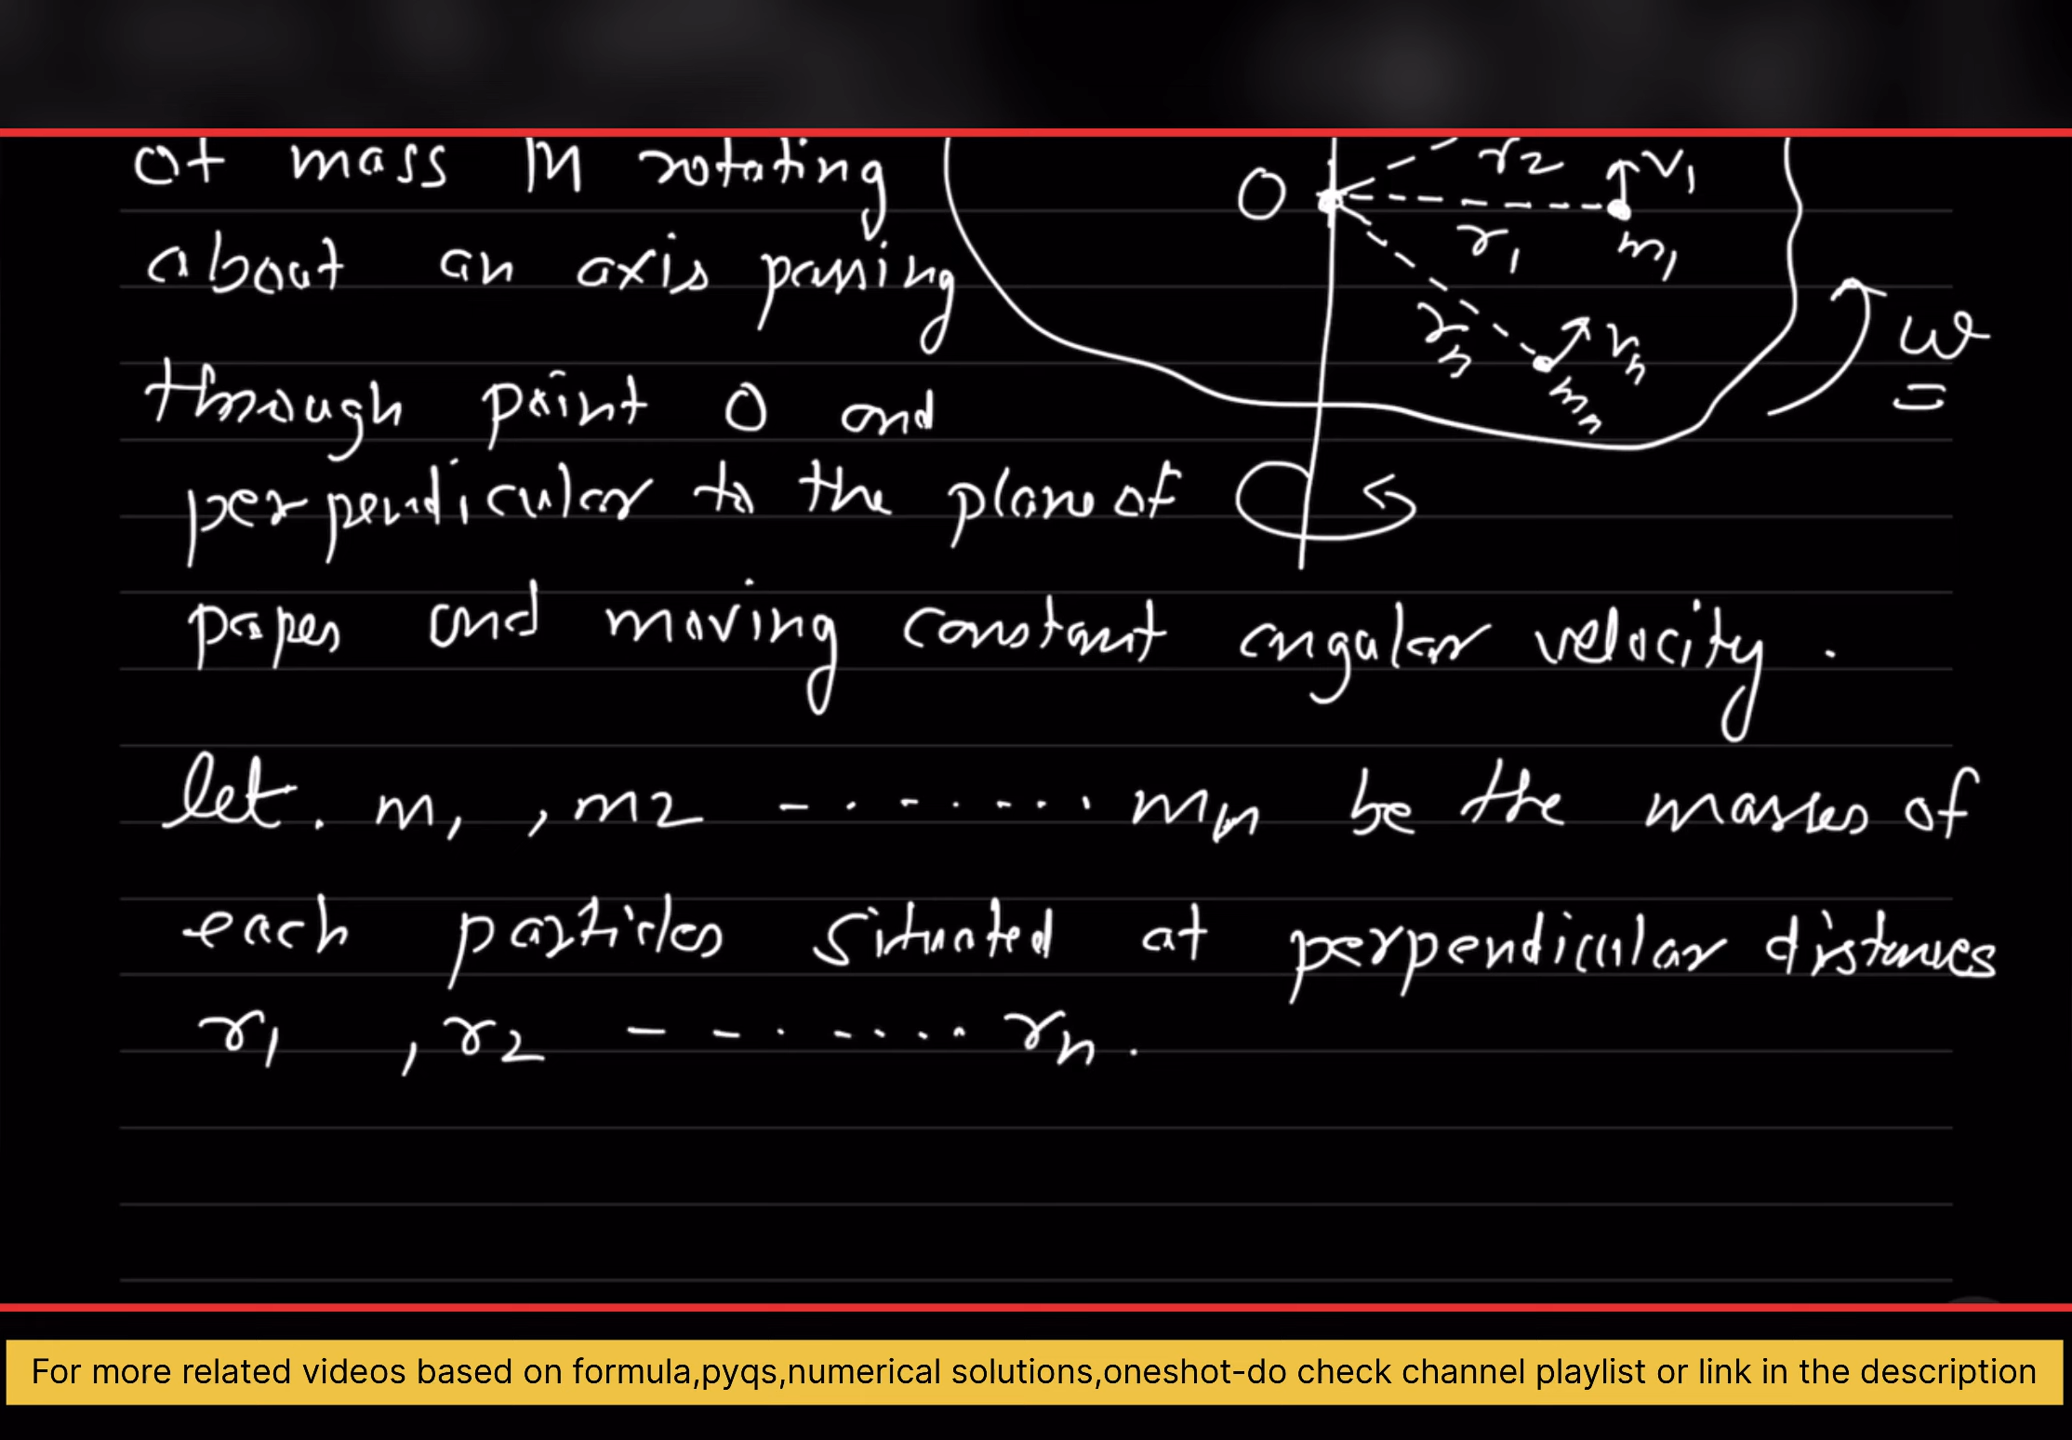 of mass M rotating
about an axis passing
through point O and
perpendicular to the plane of
paper and moving constant angular velocity .
let . m1 , m2 - . - . - . . . mn be the masses of
each particles situated at perpendicular distances
r1 , r2 - - . - . . . . . rn .
O
r2
v1
r1
m1
rn
vn
mn
ω
For more related videos based on formula,pyqs,numerical solutions,oneshot-do check channel playlist or link in the description